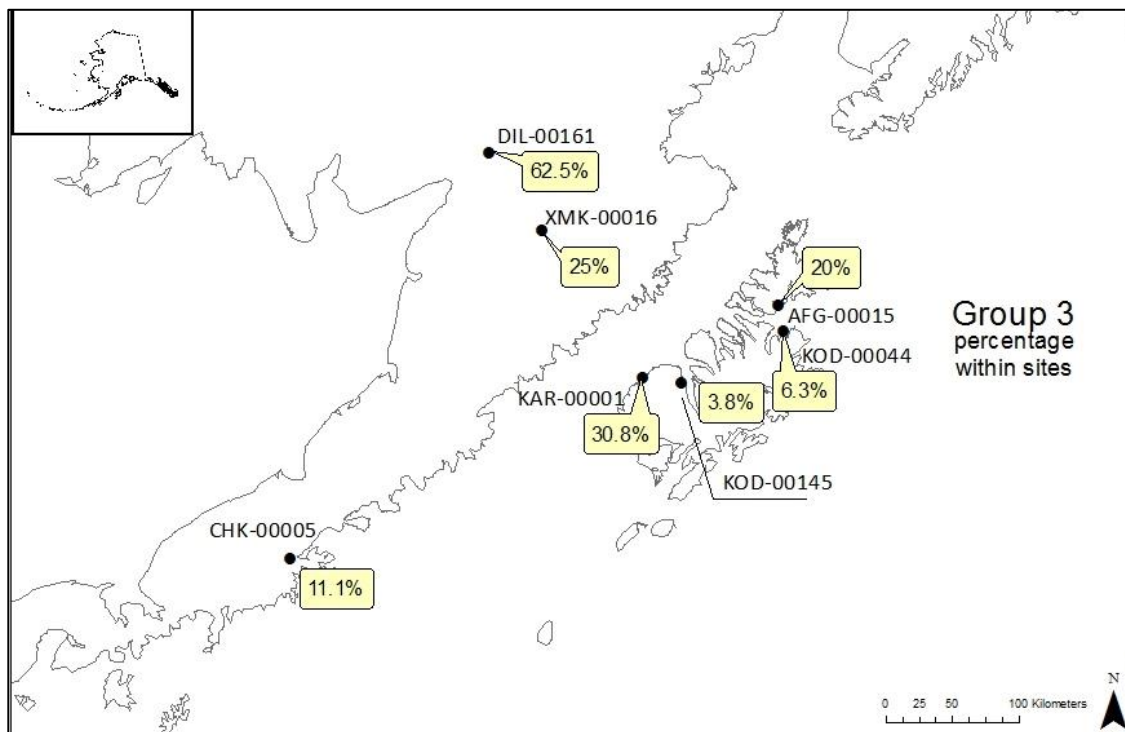 DIL-00161
62.5%
XMK-00016
25%
20%
AFG-00015
Group 3
percentage
within sites
KOD-00044
6.3%
KAR-00001
3.8%
30.8%
KOD-00145
CHK-00005
11.1%
N
0 25 50 100 Kilometers